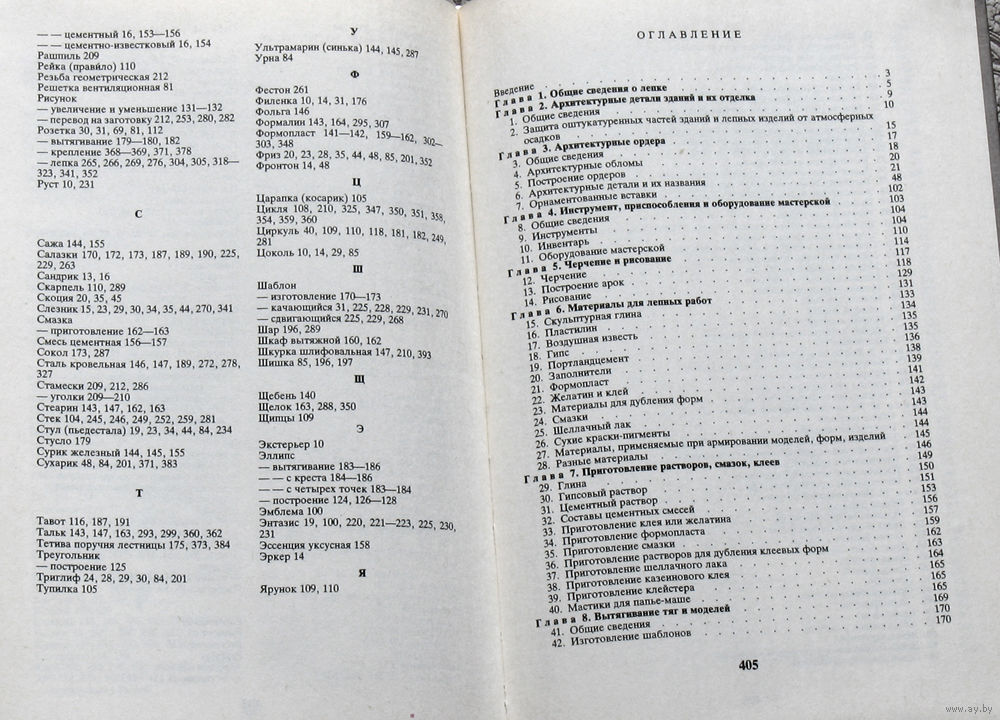 — — цементный 16, 153—156
— — цементно-известковый 16, 154
Рашпиль 209
Рейка (правйло) 110
Резьба геометрическая 212
Решетка вентиляционная 81
Рисунок
— увеличение и уменьшение 131—132
— перевод на заготовку 212, 253, 280, 282
Розетка 30, 31, 69, 81, 112
— вытягивание 179—180, 182
— крепление 368—369, 371, 378
— лепка 265, 266, 269, 276, 304, 305, 318—
323, 341, 352
Руст 10, 231
С
Сажа 144, 155
Салазки 170, 172, 173, 187, 189, 190, 225,
229, 263
Сандрик 13, 16
Скарпель 110, 289
Скоция 20, 35, 45
Слезник 15, 23, 29, 30, 34, 35, 44, 270, 341
Смазка
— приготовление 162—163
Смесь цементная 156—157
Сокол 173, 287
Сталь кровельная 146, 147, 189, 272, 278,
327
Стамески 209, 212, 286
— уголки 209—210
Стеарин 143, 147, 162, 163
Стек 104, 245, 246, 249, 252, 259, 281
Стул (пьедестала) 19, 23, 34, 44, 84, 234
Стусло 179
Сурик железный 144, 145, 155
Сухарик 48, 84, 201, 371, 383
Т
Тавот 116, 187, 191
Тальк 143, 147, 163, 293, 299, 360, 362
Тетива поручня лестницы 175, 373, 384
Треугольник
— построение 125
Триглиф 24, 28, 29, 30, 84, 201
Тупилка 105
У
Ультрамарин (синька) 144, 145, 287
Урна 84
Ф
Фестон 261
Филенка 10, 14, 31, 176
Фольга 146
Формалин 143, 164, 295, 307
Формопласт 141—142, 159—162, 302—
303, 348
Фриз 20, 23, 28, 35, 44, 48, 85, 201, 352
Фронтон 14, 48
Ц
Царапка (косарик) 105
Цикля 108, 210, 325, 347, 350, 351, 358,
354, 359, 360
Циркуль 40, 109, 110, 118, 181, 182, 249,
281
Цоколь 10, 14, 29, 85
Ш
Шаблон
— изготовление 170—173
— качающийся 31, 225, 228, 229, 231, 270
— сдвигающийся 225, 229, 268
Шар 196, 289
Шкаф вытяжной 160, 162
Шкурка шлифовальная 147, 210, 393
Шишка 85, 196, 197
Щ
Щебень 140
Щелок 163, 288, 350
Щипцы 109
Э
Экстерьер 10
Эллипс
— вытягивание 183—186
— — с креста 184—186
— — с четырех точек 183—184
— построение 124, 126—128
Эмблема 100
Энтазис 19, 100, 220, 221—223, 225, 230,
231
Эссенция уксусная 158
Эркер 14
Я
Ярунок 109, 110
ОГЛАВЛЕНИЕ
Введение 3
Глава 1. Общие сведения о лепке 5
Глава 2. Архитектурные детали зданий и их отделка 9
1. Общие сведения 10
2. Защита оштукатуренных частей зданий и лепных изделий от атмосферных
осадков 15
Глава 3. Архитектурные ордера 17
3. Общие сведения 18
4. Архитектурные обломы 20
5. Построение ордеров 21
6. Архитектурные детали и их названия 48
7. Орнаментованные вставки 102
Глава 4. Инструмент, приспособления и оборудование мастерской 103
8. Общие сведения 104
9. Инструменты 104
10. Инвентарь 110
11. Оборудование мастерской 114
Глава 5. Черчение и рисование 117
12. Черчение 118
13. Построение арок 129
14. Рисование 131
Глава 6. Материалы для лепных работ 133
15. Скульптурная глина 134
16. Пластилин 135
17. Воздушная известь 135
18. Гипс 136
19. Портландцемент 138
20. Заполнители 139
21. Формопласт 141
22. Желатин и клей 142
23. Материалы для дубления форм 143
24. Смазки 143
25. Шеллачный лак 144
26. Сухие краски-пигменты 144
27. Материалы, применяемые при армировании моделей, форм, изделий 145
28. Разные материалы 146
Глава 7. Приготовление растворов, смазок, клеев 149
29. Глина 150
30. Гипсовый раствор 151
31. Цементный раствор 153
32. Составы цементных смесей 156
33. Приготовление клея или желатина 157
34. Приготовление формопласта 159
35. Приготовление смазки 162
36. Приготовление растворов для дубления клеевых форм 163
37. Приготовление шеллачного лака 164
38. Приготовление казеинового клея 165
39. Приготовление клейстера 165
40. Мастики для папье-маше 165
Глава 8. Вытягивание тяг и моделей 169
41. Общие сведения 170
42. Изготовление шаблонов 170
405
www.ay.by